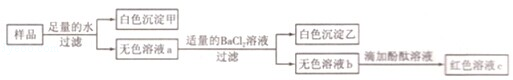 样品
足量的水
过滤
白色沉淀甲
无色溶液a
适量的BaCl₂溶液
过滤
白色沉淀乙
无色溶液b
滴加酚酞溶液
红色溶液c